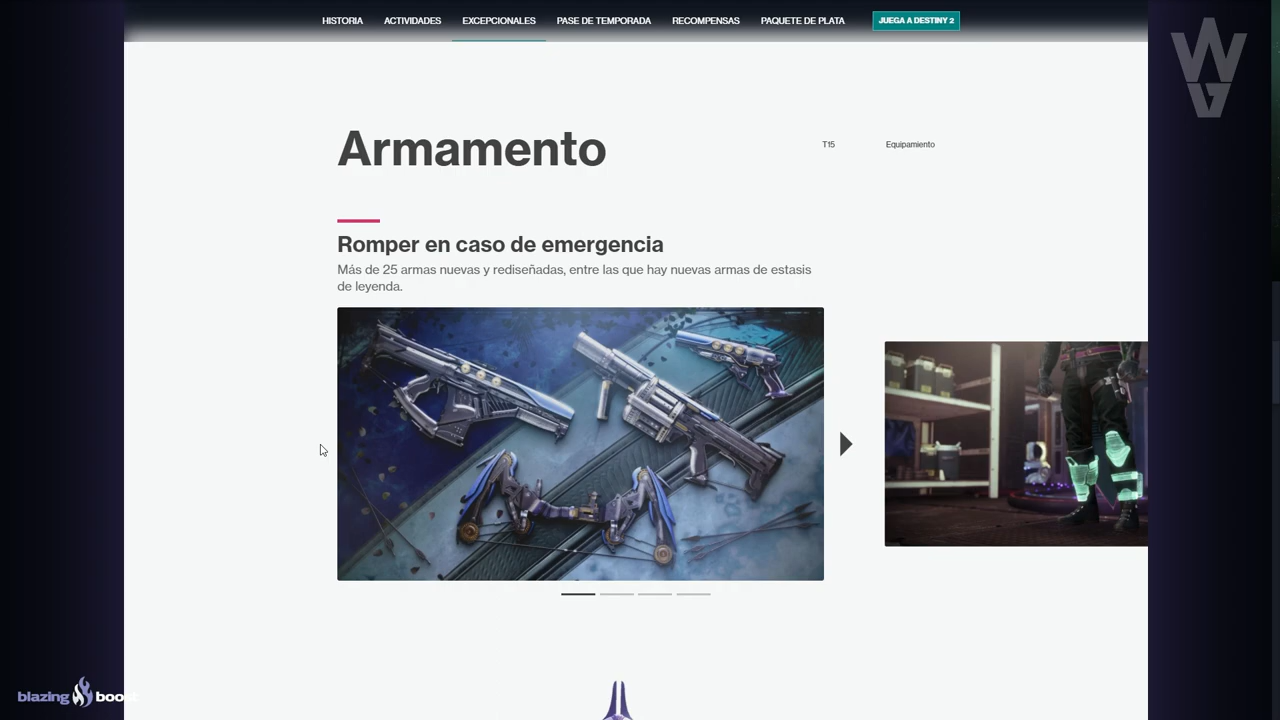 HISTORIA ACTIVIDADES EXCEPCIONALES PASE DE TEMPORADA RECOMPENSAS PAQUETE DE PLATA JUEGA A DESTINY 2
Armamento
T15 Equipamiento
Romper en caso de emergencia
Más de 25 armas nuevas y rediseñadas, entre las que hay nuevas armas de estasis
de leyenda.
blazing boost